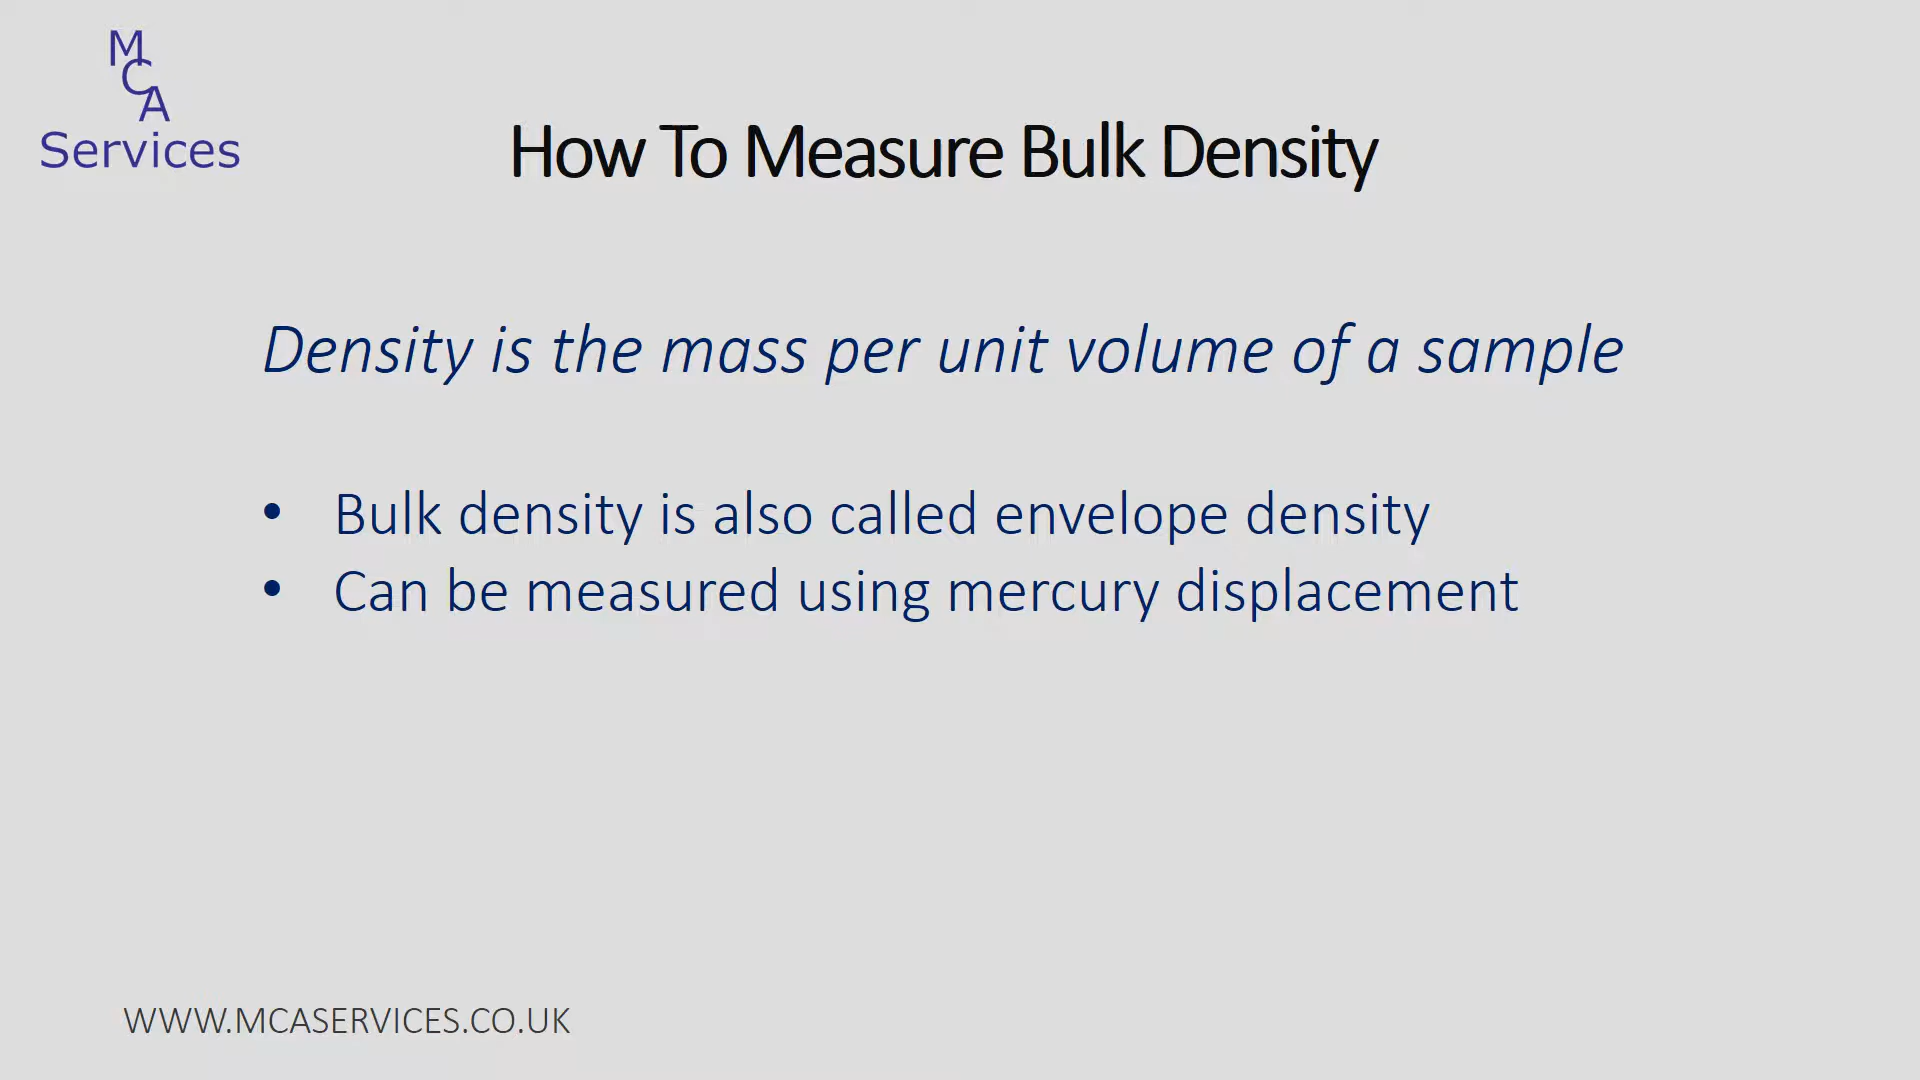 M
C
A
Services
How To Measure Bulk Density
Density is the mass per unit volume of a sample
• Bulk density is also called envelope density
• Can be measured using mercury displacement
WWW.MCASERVICES.CO.UK